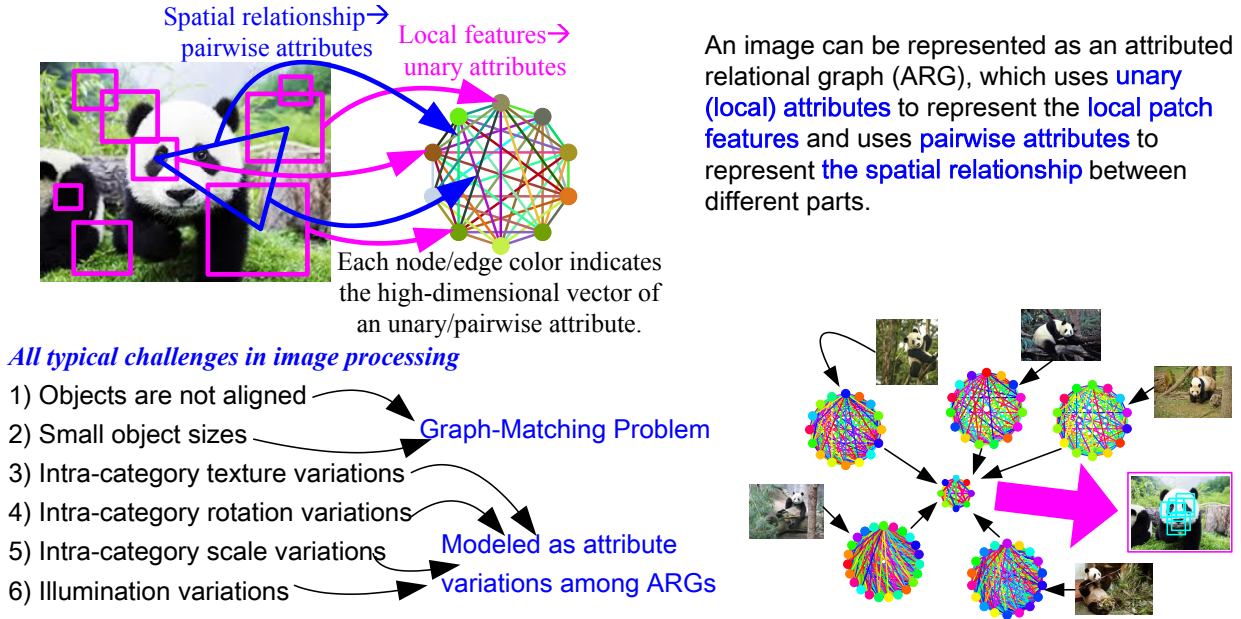 Spatial relationship→
pairwise attributes
Local features→
unary attributes
Each node/edge color indicates
the high-dimensional vector of
an unary/pairwise attribute.
An image can be represented as an attributed
relational graph (ARG), which uses unary
(local) attributes to represent the local patch
features and uses pairwise attributes to
represent the spatial relationship between
different parts.
All typical challenges in image processing
1) Objects are not aligned
2) Small object sizes
3) Intra-category texture variations
4) Intra-category rotation variations
5) Intra-category scale variations
6) Illumination variations
Graph-Matching Problem
Modeled as attribute
variations among ARGs